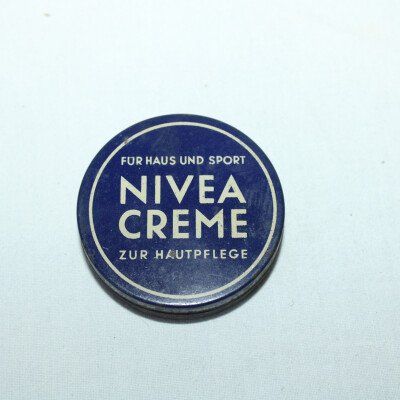 FÜR HAUS UND SPORT
NIVEA
CREME
ZUR HAUTPFLEGE